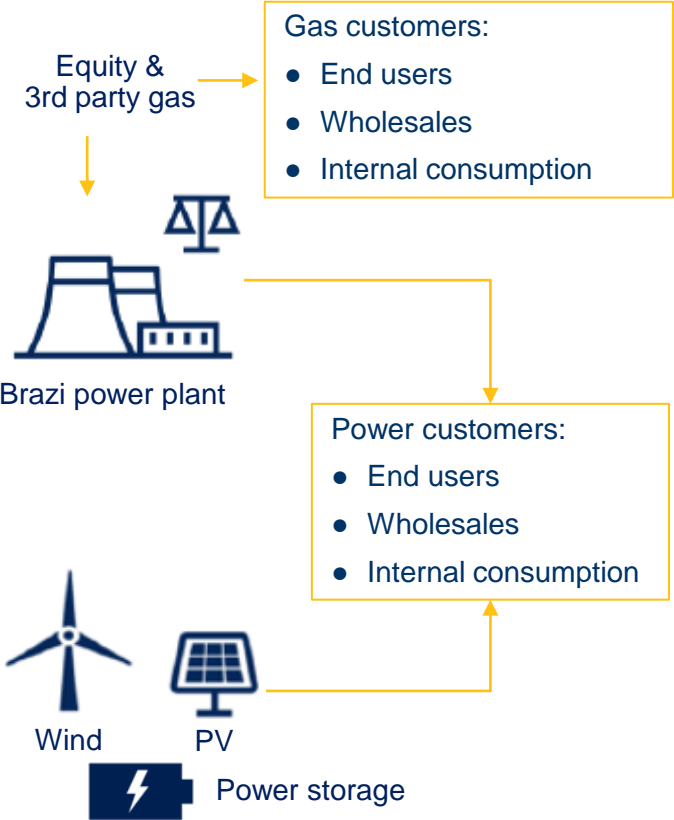 Gas customers:
Equity &
3rd party gas
● End users
● Wholesales
● Internal consumption
Brazi power plant
Power customers:
● End users
● Wholesales
● Internal consumption
Wind
PV
Power storage